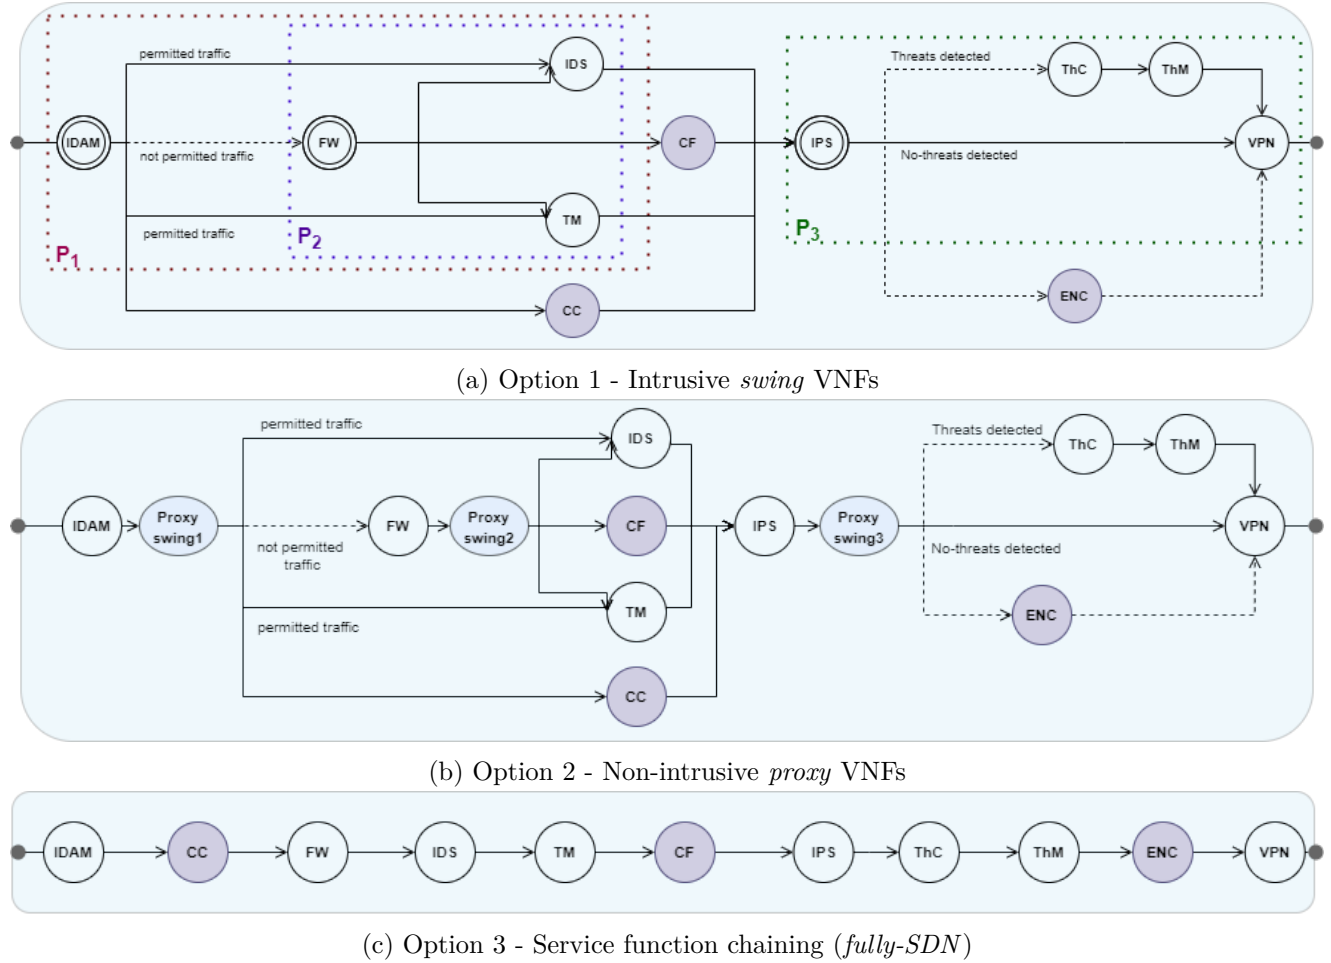 permitted traffic
IDS
Threats detected
ThC
ThM
IDAM
not permitted traffic
FW
CF
IPS
No-threats detected
VPN
TM
permitted traffic
P1
P2
P3
CC
ENC
(a) Option 1 - Intrusive swing VNFs
permitted traffic
IDS
Threats detected
ThC
ThM
IDAM
Proxy
swing1
not permitted
traffic
FW
Proxy
swing2
CF
IPS
Proxy
swing3
No-threats detected
VPN
TM
permitted traffic
ENC
CC
(b) Option 2 - Non-intrusive proxy VNFs
IDAM
CC
FW
IDS
TM
CF
IPS
ThC
ThM
ENC
VPN
(c) Option 3 - Service function chaining (fully-SDN)